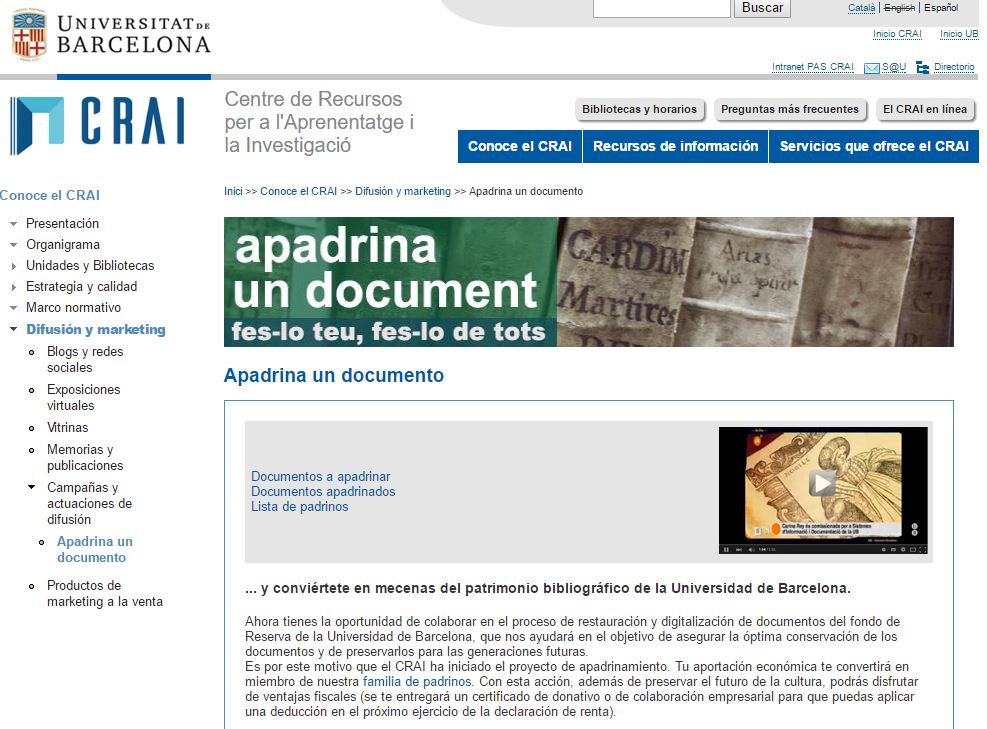 UNIVERSITAT DE
BARCELONA
Buscar
Català | English | Español
Inicio CRAI Inicio UB
Intranet PAS CRAI S@U Directorio
CRAI
Centre de Recursos
per a l'Aprenentatge i
la Investigació
Bibliotecas y horarios
Preguntas más frecuentes
El CRAI en línea
Conoce el CRAI
Recursos de información
Servicios que ofrece el CRAI
Conoce el CRAI
Presentación
Organigrama
Unidades y Bibliotecas
Estrategia y calidad
Marco normativo
Difusión y marketing
Blogs y redes
sociales
Exposiciones
virtuales
Vitrinas
Memorias y
publicaciones
Campañas y
actuaciones de
difusión
Apadrina un
documento
Productos de
marketing a la venta
Inici >> Conoce el CRAI >> Difusión y marketing >> Apadrina un documento
apadrina
un document
fes-lo teu, fes-lo de tots
CARDIN
Martires
Arias
Apadrina un documento
Documentos a apadrinar
Documentos apadrinados
Lista de padrinos
Carina Rey és comissionada per a Sistemes
d'Informació i Documentació de la UB
... y conviértete en mecenas del patrimonio bibliográfico de la Universidad de Barcelona.
Ahora tienes la oportunidad de colaborar en el proceso de restauración y digitalización de documentos del fondo de
Reserva de la Universidad de Barcelona, que nos ayudará en el objetivo de asegurar la óptima conservación de los
documentos y de preservarlos para las generaciones futuras.
Es por este motivo que el CRAI ha iniciado el proyecto de apadrinamiento. Tu aportación económica te convertirá en
miembro de nuestra familia de padrinos. Con esta acción, además de preservar el futuro de la cultura, podrás disfrutar
de ventajas fiscales (se te entregará un certificado de donativo o de colaboración empresarial para que puedas aplicar
una deducción en el próximo ejercicio de la declaración de renta).